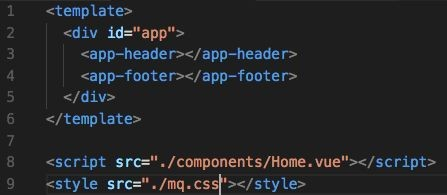 1 <template>
2   <div id="app">
3     <app-header></app-header>
4     <app-footer></app-footer>
5   </div>
6 </template>
7
8 <script src="./components/Home.vue"></script>
9 <style src="./mq.css"></style>